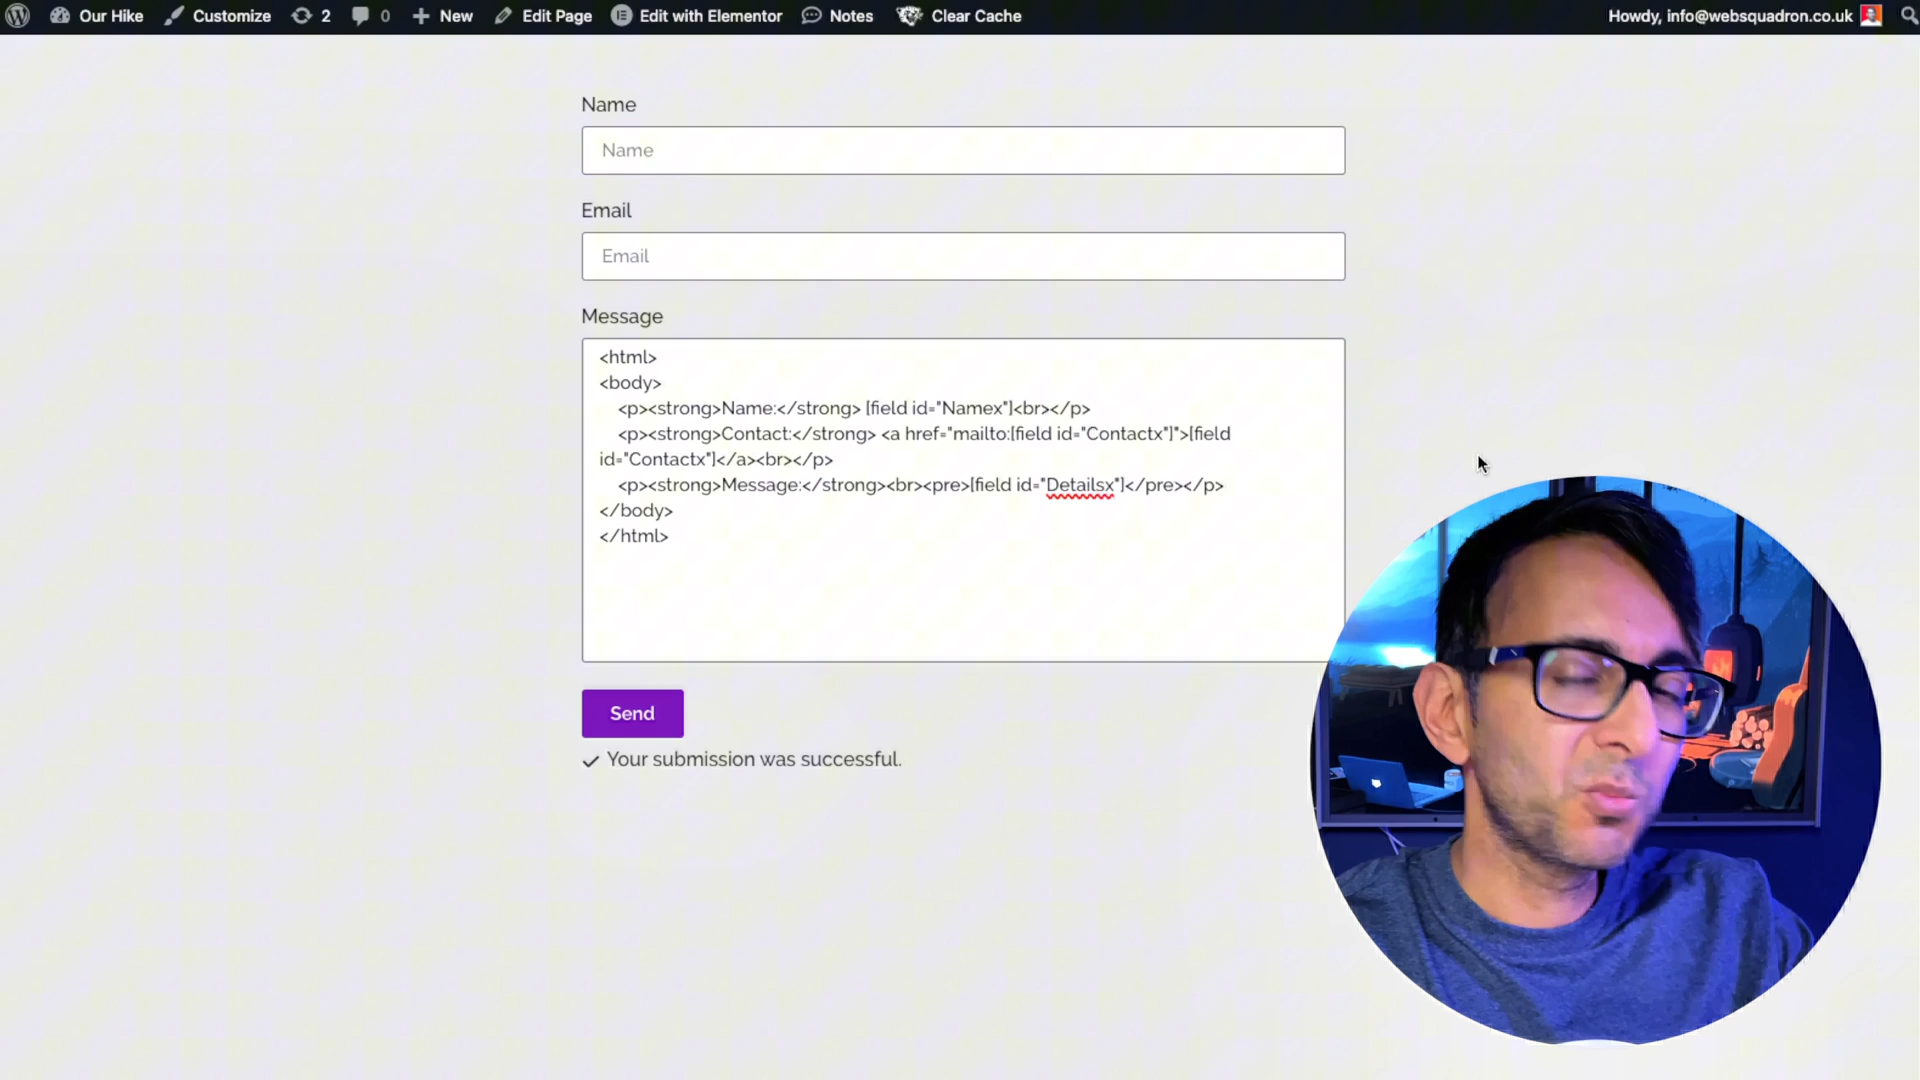 Our Hike Customize 2 0 New Edit Page Edit with Elementor Notes Clear Cache Howdy, info@websquadron.co.uk
Name
Name
Email
Email
Message
<html>
<body>
<p><strong>Name:</strong> [field id="Namex"]<br></p>
<p><strong>Contact:</strong> <a href="mailto:[field id="Contactx"]">[field
id="Contactx"]</a><br></p>
<p><strong>Message:</strong><br><pre>[field id="Detailsx"]</pre></p>
</body>
</html>
Send
Your submission was successful.